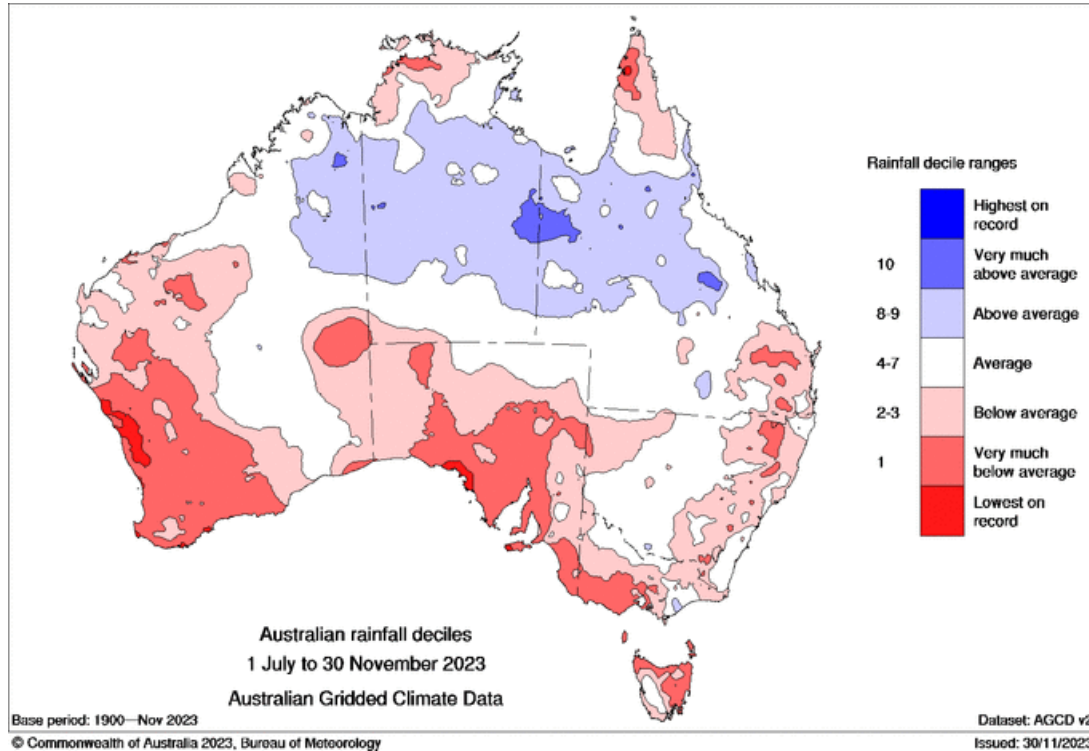 Rainfall decile ranges
Highest on
record
10
Very much
above average
8-9
Above average
4-7
Average
2-3
Below average
1
Very much
below average
Lowest on
record
Australian rainfall deciles
1 July to 30 November 2023
Australian Gridded Climate Data
Base period: 1900—Nov 2023
Dataset: AGCD v2
© Commonwealth of Australia 2023, Bureau of Meteorology
Issued: 30/11/2023